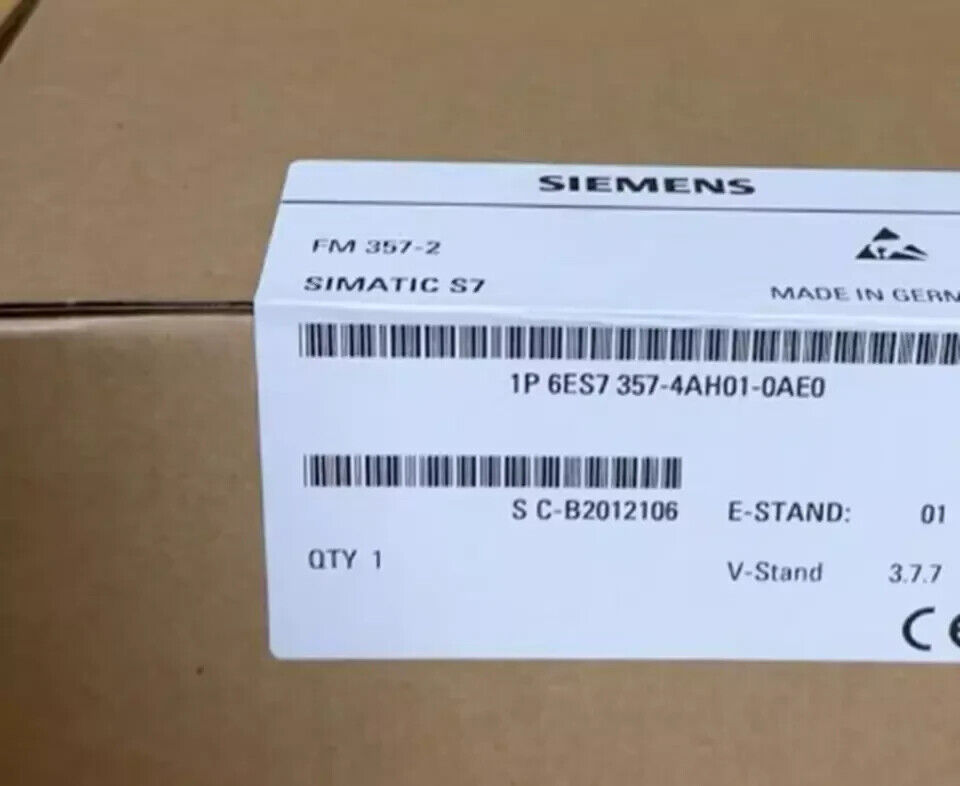 SIEMENS
FM 357-2
SIMATIC S7
MADE IN GERM
1P 6ES7 357-4AH01-0AE0
S C-B2012106 E-STAND: 01
QTY 1
V-Stand 3.7.7
CE